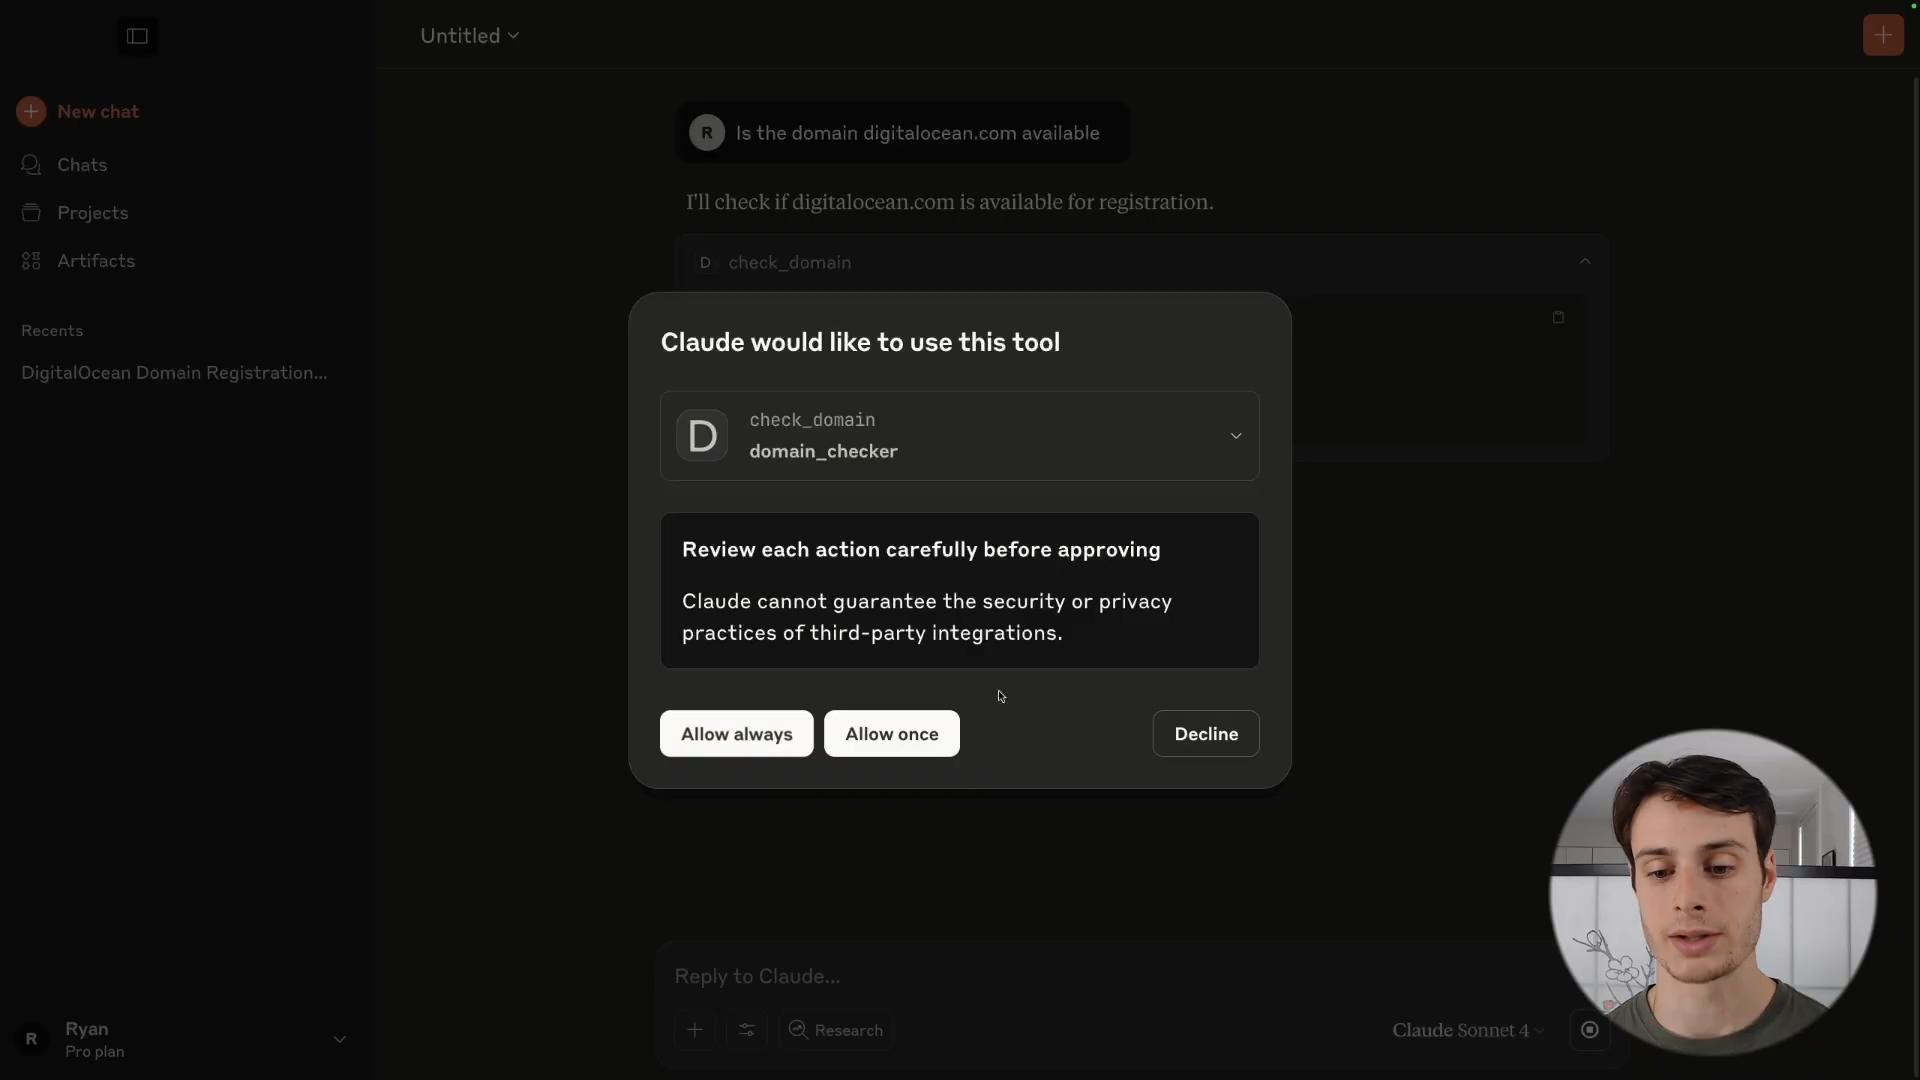 Untitled
New chat
Chats
Projects
Artifacts
Recents
DigitalOcean Domain Registration...
R Is the domain digitalocean.com available
I'll check if digitalocean.com is available for registration.
D check_domain
Claude would like to use this tool
D
check_domain
domain_checker
Review each action carefully before approving
Claude cannot guarantee the security or privacy
practices of third-party integrations.
Allow always
Allow once
Decline
Reply to Claude...
Research
Claude Sonnet 4
R
Ryan
Pro plan